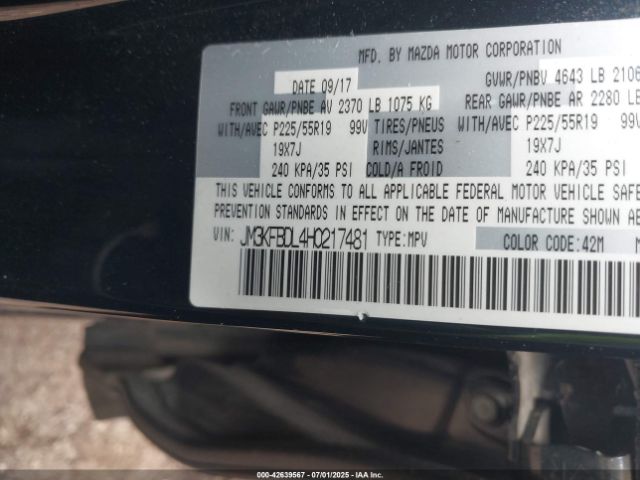 MFD. BY MAZDA MOTOR CORPORATION
DATE 09/17 GVWR/PNBV 4643 LB 2106
FRONT GAWR/PNBE AV 2370 LB 1075 KG REAR GAWR/PNBE AR 2280 LB
WITH/AVEC P225/55R19 99V TIRES/PNEUS WITH/AVEC P225/55R19 99V
19X7J RIMS/JANTES 19X7J
240 KPA/35 PSI COLD/A FROID 240 KPA/35 PSI
THIS VEHICLE CONFORMS TO ALL APPLICABLE FEDERAL MOTOR VEHICLE SAF
PREVENTION STANDARDS IN EFFECT ON THE DATE OF MANUFACTURE SHOWN AB
VIN: JM3KFBDL4H0217481 TYPE:MPV COLOR CODE:42M
00-42639567 07/01/2025 IAAI.COM